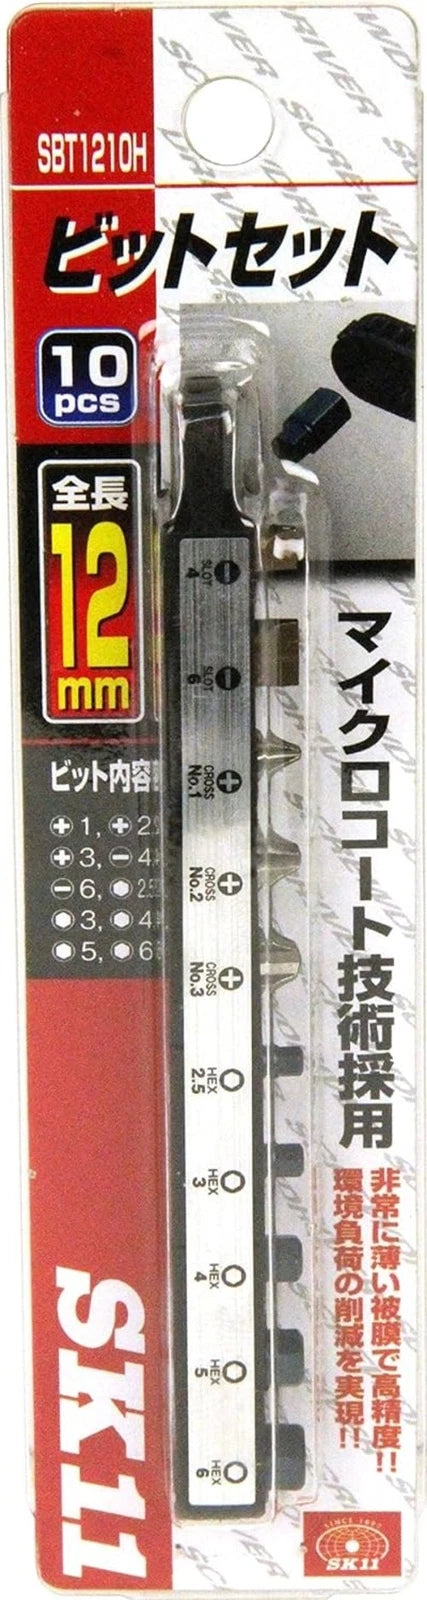 SBT1210H
ビットセット
10
pcs
全長
12
mm
ビット内容
1, 2
3, 4
6, 2.5
3, 4
5, 6
SLOT 4
SLOT 6
CROSS No.1
CROSS No.2
CROSS No.3
HEX 2.5
HEX 3
HEX 4
HEX 5
HEX 6
マイクロコート技術採用
非常に薄い被膜で高精度!!
環境負荷の削減を実現!!
SK11
SK11